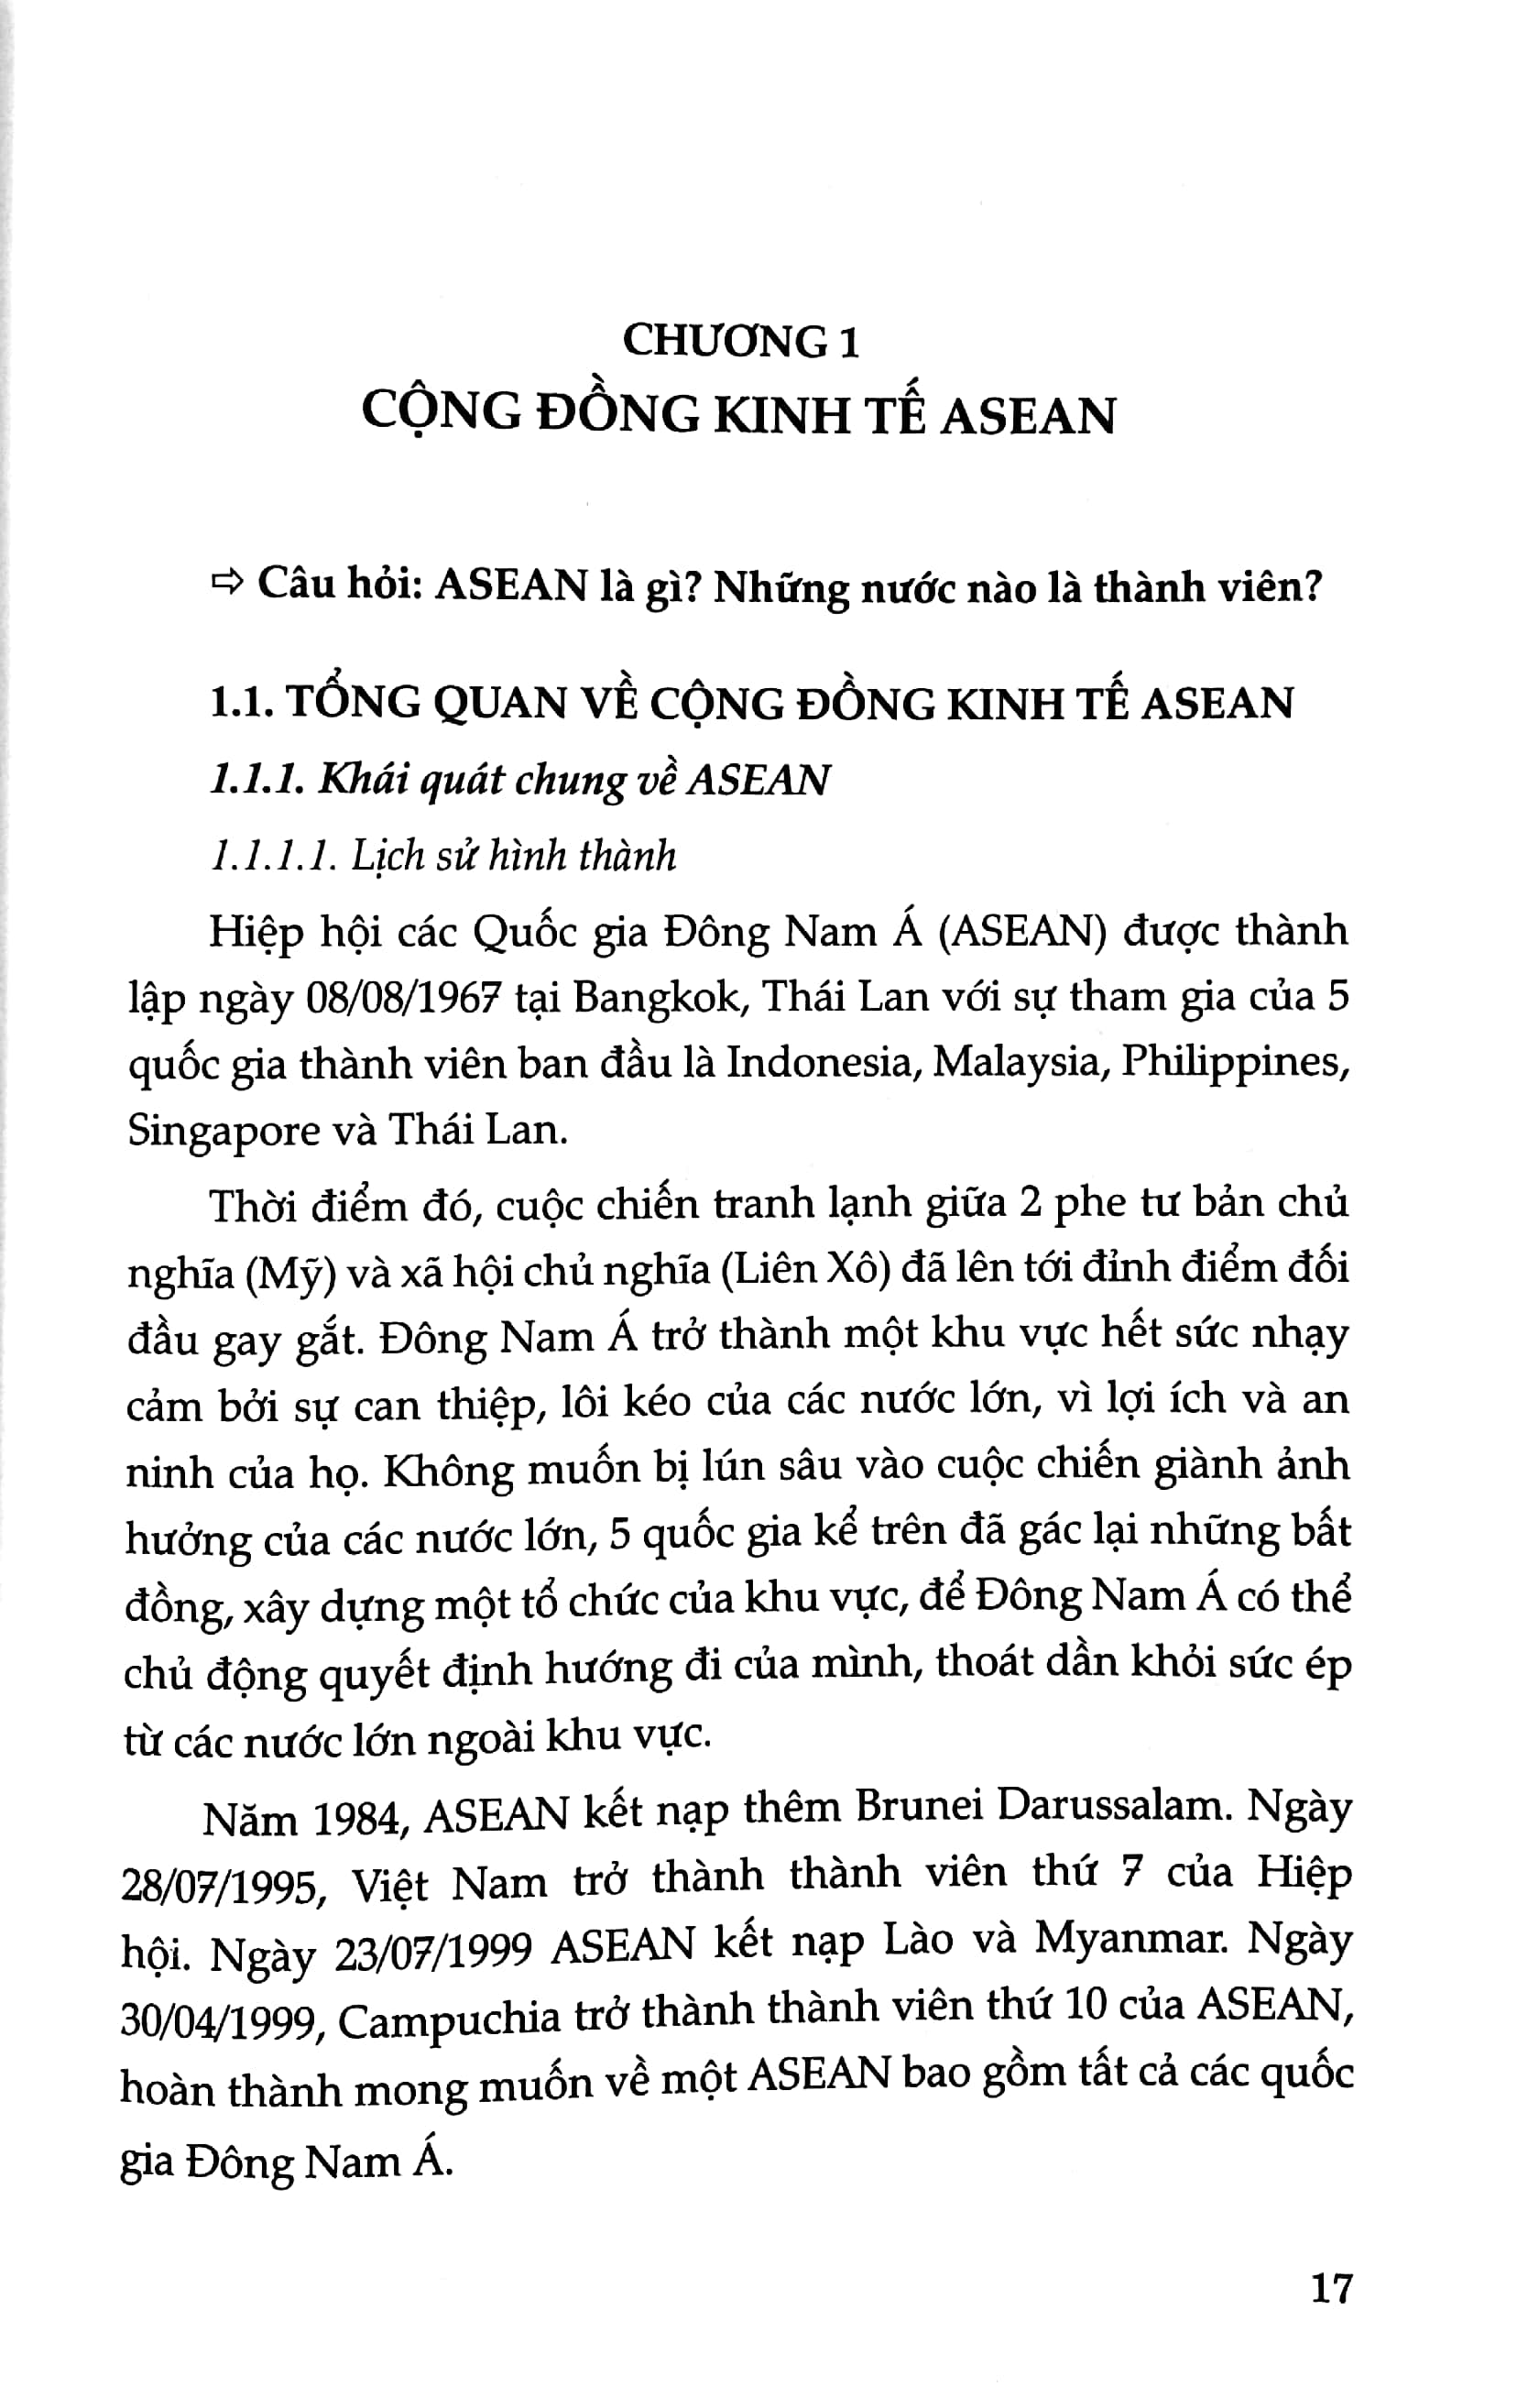 CHƯƠNG 1
CỘNG ĐỒNG KINH TẾ ASEAN
⇨ Câu hỏi: ASEAN là gì? Những nước nào là thành viên?
1.1. TỔNG QUAN VỀ CỘNG ĐỒNG KINH TẾ ASEAN
1.1.1. Khái quát chung về ASEAN
1.1.1.1. Lịch sử hình thành
Hiệp hội các Quốc gia Đông Nam Á (ASEAN) được thành
lập ngày 08/08/1967 tại Bangkok, Thái Lan với sự tham gia của 5
quốc gia thành viên ban đầu là Indonesia, Malaysia, Philippines,
Singapore và Thái Lan.
Thời điểm đó, cuộc chiến tranh lạnh giữa 2 phe tư bản chủ
nghĩa (Mỹ) và xã hội chủ nghĩa (Liên Xô) đã lên tới đỉnh điểm đối
đầu gay gắt. Đông Nam Á trở thành một khu vực hết sức nhạy
cảm bởi sự can thiệp, lôi kéo của các nước lớn, vì lợi ích và an
ninh của họ. Không muốn bị lún sâu vào cuộc chiến giành ảnh
hưởng của các nước lớn, 5 quốc gia kể trên đã gác lại những bất
đồng, xây dựng một tổ chức của khu vực, để Đông Nam Á có thể
chủ động quyết định hướng đi của mình, thoát dần khỏi sức ép
từ các nước lớn ngoài khu vực.
Năm 1984, ASEAN kết nạp thêm Brunei Darussalam. Ngày
28/07/1995, Việt Nam trở thành thành viên thứ 7 của Hiệp
hội. Ngày 23/07/1999 ASEAN kết nạp Lào và Myanmar. Ngày
30/04/1999, Campuchia trở thành thành viên thứ 10 của ASEAN,
hoàn thành mong muốn về một ASEAN bao gồm tất cả các quốc
gia Đông Nam Á.
17